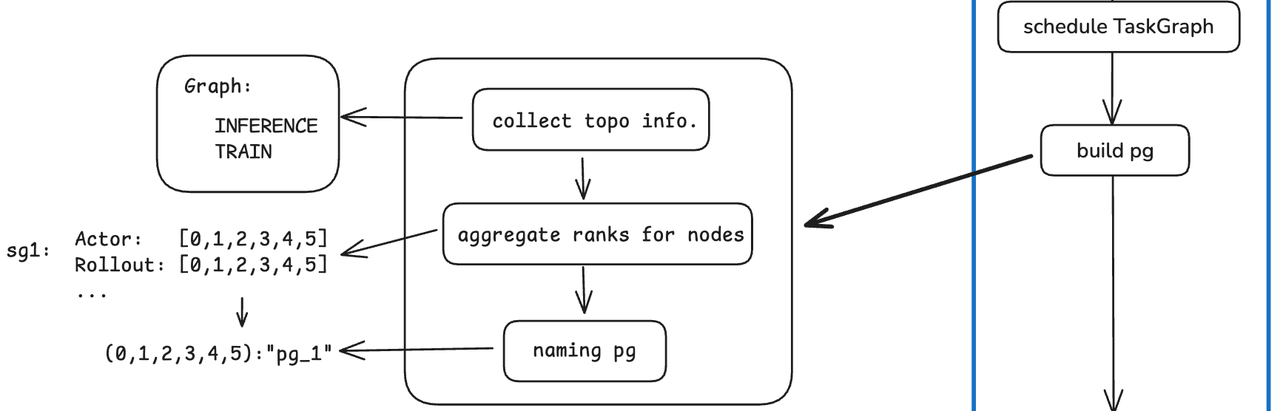 schedule TaskGraph
build pg
Graph:
INFERENCE
TRAIN
collect topo info.
aggregate ranks for nodes
sg1:
Actor: [0,1,2,3,4,5]
Rollout: [0,1,2,3,4,5]
...
naming pg
(0,1,2,3,4,5):"pg_1"